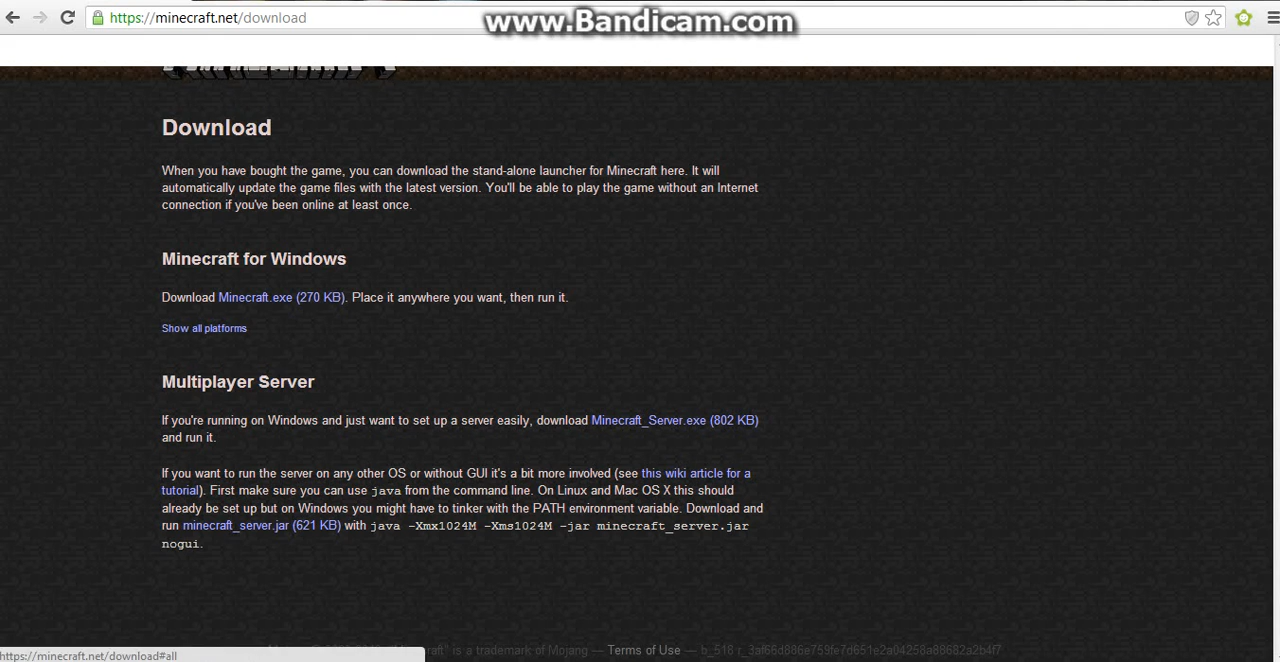 https://minecraft.net/download
www.Bandicam.com
Download
When you have bought the game, you can download the stand-alone launcher for Minecraft here. It will
automatically update the game files with the latest version. You'll be able to play the game without an Internet
connection if you've been online at least once.
Minecraft for Windows
Download Minecraft.exe (270 KB). Place it anywhere you want, then run it.
Show all platforms
Multiplayer Server
If you're running on Windows and just want to set up a server easily, download Minecraft_Server.exe (802 KB)
and run it.
If you want to run the server on any other OS or without GUI it's a bit more involved (see this wiki article for a
tutorial). First make sure you can use java from the command line. On Linux and Mac OS X this should
already be set up but on Windows you might have to tinker with the PATH environment variable. Download and
run minecraft_server.jar (621 KB) with java -Xmx1024M -Xms1024M -jar minecraft_server.jar
nogui.
https://minecraft.net/download#all
is a trademark of Mojang — Terms of Use —